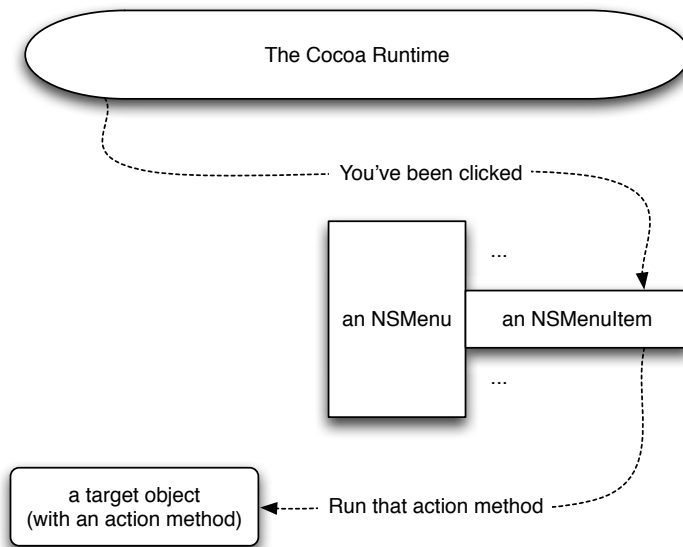 The Cocoa Runtime
You've been clicked
...
an NSMenu
an NSMenuItem
...
a target object
(with an action method)
Run that action method